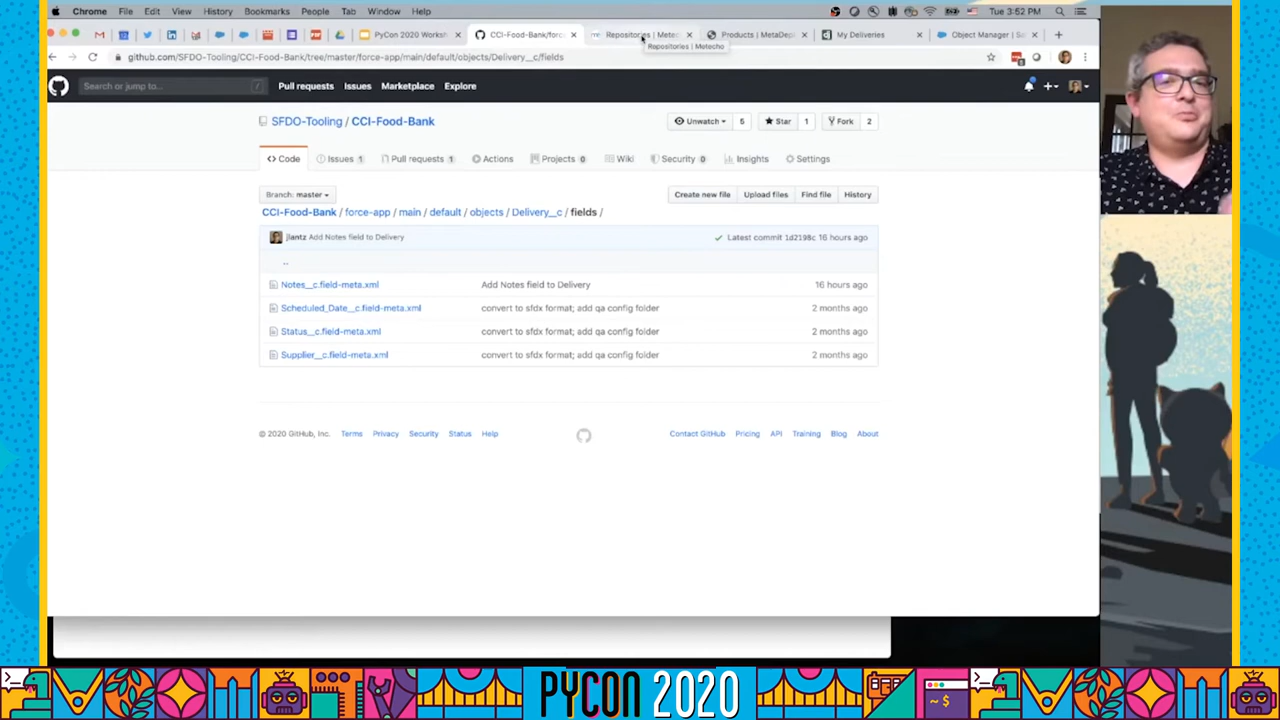 Chrome File Edit View History Bookmarks People Tab Window Help
Tue 3:52 PM
PyCon 2020 Worksh
CCI-Food-Bank/force
Repositories | Metec
Products | MetaDepl
My Deliveries
Object Manager | Sa
github.com/SFDO-Tooling/CCI-Food-Bank/tree/master/force-app/main/default/objects/Delivery__c/fields
Repositories | Metecho
Search or jump to... /
Pull requests Issues Marketplace Explore
SFDO-Tooling / CCI-Food-Bank
Unwatch 5 Star 1 Fork 2
Code Issues 1 Pull requests 1 Actions Projects 0 Wiki Security 0 Insights Settings
Branch: master
Create new file Upload files Find file History
CCI-Food-Bank / force-app / main / default / objects / Delivery__c / fields /
jlantz Add Notes field to Delivery
Latest commit 1d2198c 16 hours ago
..
Notes__c.field-meta.xml Add Notes field to Delivery 16 hours ago
Scheduled_Date__c.field-meta.xml convert to sfdx format; add qa config folder 2 months ago
Status__c.field-meta.xml convert to sfdx format; add qa config folder 2 months ago
Supplier__c.field-meta.xml convert to sfdx format; add qa config folder 2 months ago
© 2020 GitHub, Inc. Terms Privacy Security Status Help
Contact GitHub Pricing API Training Blog About
PYCON 2020
>_
~$
>_